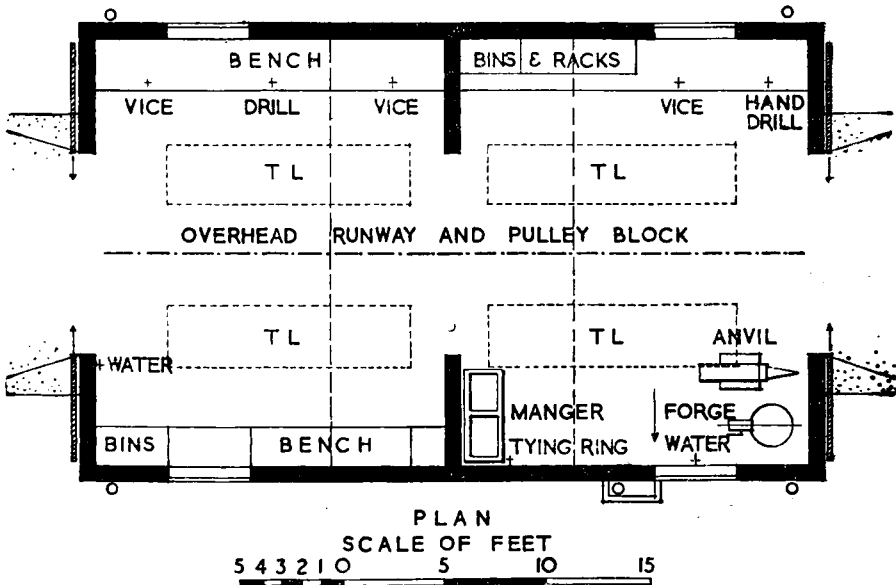 BENCH
BINS & RACKS
VICE DRILL VICE
VICE HAND DRILL
TL TL
OVERHEAD RUNWAY AND PULLEY BLOCK
TL TL
ANVIL
WATER
MANGER FORGE
BINS BENCH
TYING RING WATER
PLAN
SCALE OF FEET
5 4 3 2 1 0 5 10 15